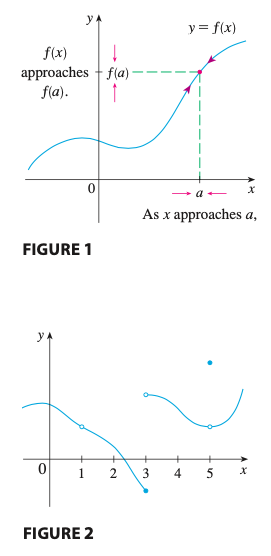 y
y = f(x)
f(x)
approaches
f(a).
f(a)
0
a
x
As x approaches a,
FIGURE 1
y
0
1
2
3
4
5
x
FIGURE 2